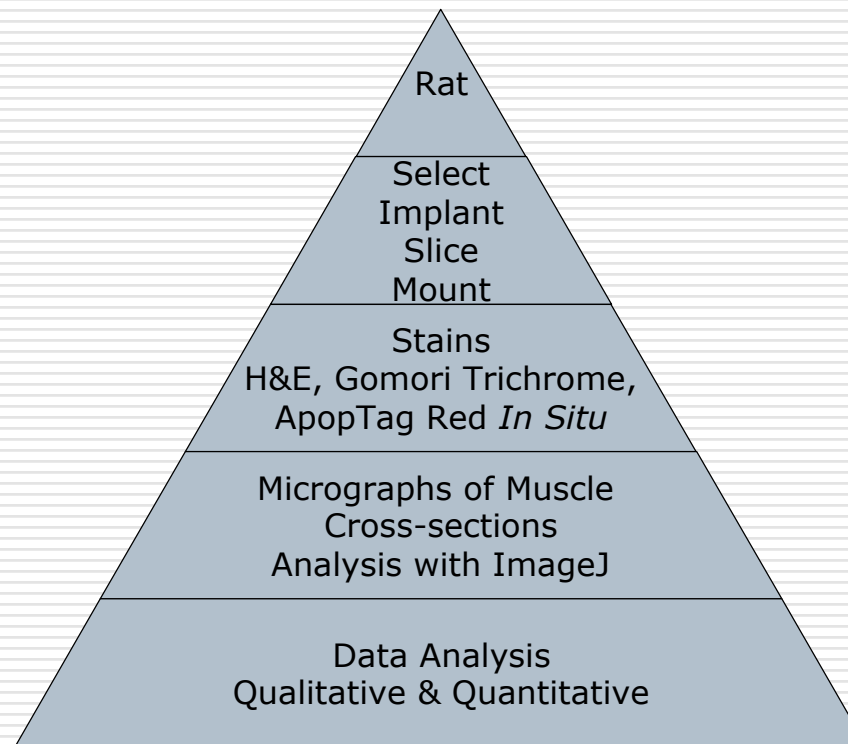 Rat
Select
Implant
Slice
Mount
Stains
H&E, Gomori Trichrome,
ApopTag Red In Situ
Micrographs of Muscle
Cross-sections
Analysis with ImageJ
Data Analysis
Qualitative & Quantitative